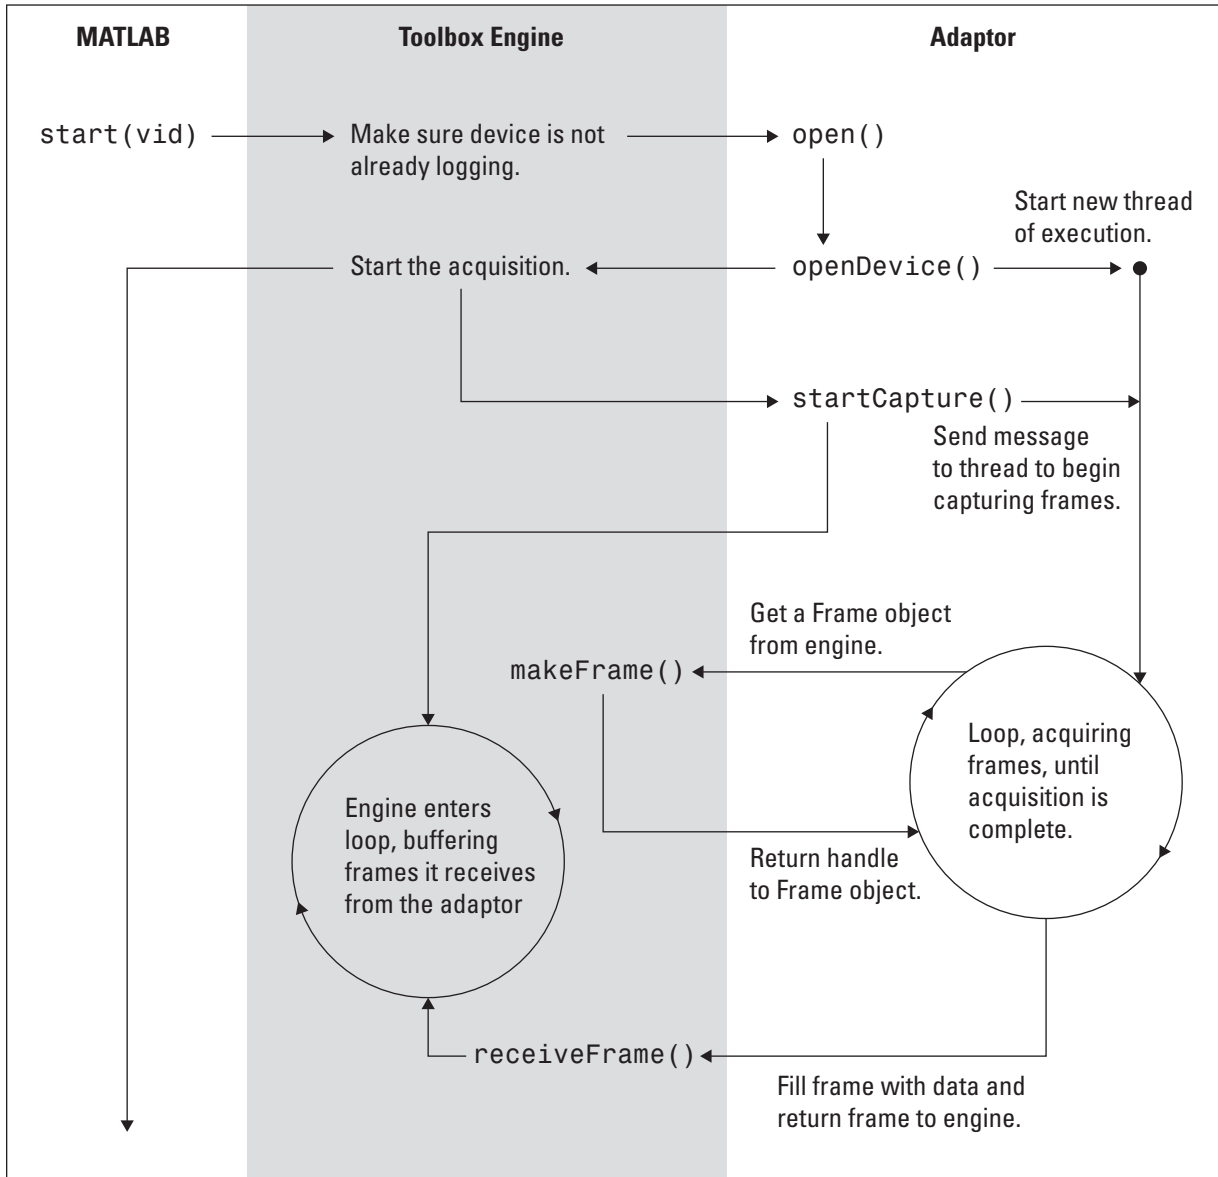 MATLAB
Toolbox Engine
Adaptor
start(vid)
Make sure device is not
already logging.
open()
Start new thread
of execution.
Start the acquisition.
openDevice()
startCapture()
Send message
to thread to begin
capturing frames.
Get a Frame object
from engine.
makeFrame()
Loop, acquiring
frames, until
acquisition is
complete.
Engine enters
loop, buffering
frames it receives
from the adaptor
Return handle
to Frame object.
receiveFrame()
Fill frame with data and
return frame to engine.